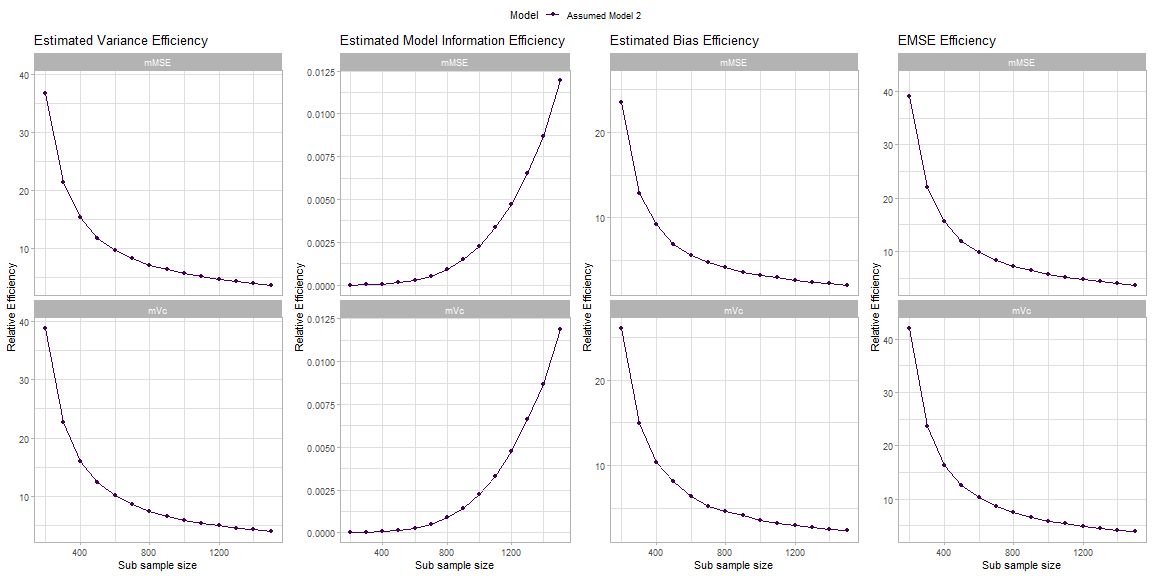 Model Assumed Model 2
Estimated Variance Efficiency
mMSE
40
30
20
10
mVc
40
30
20
10
400 800 1200
Sub sample size
Relative Efficiency
Estimated Model Information Efficiency
mMSE
0.0125
0.0100
0.0075
0.0050
0.0025
0.0000
mVc
0.0125
0.0100
0.0075
0.0050
0.0025
0.0000
400 800 1200
Sub sample size
Relative Efficiency
Estimated Bias Efficiency
mMSE
20
10
mVc
20
10
400 800 1200
Sub sample size
Relative Efficiency
EMSE Efficiency
mMSE
40
30
20
10
mVc
40
30
20
10
400 800 1200
Sub sample size
Relative Efficiency